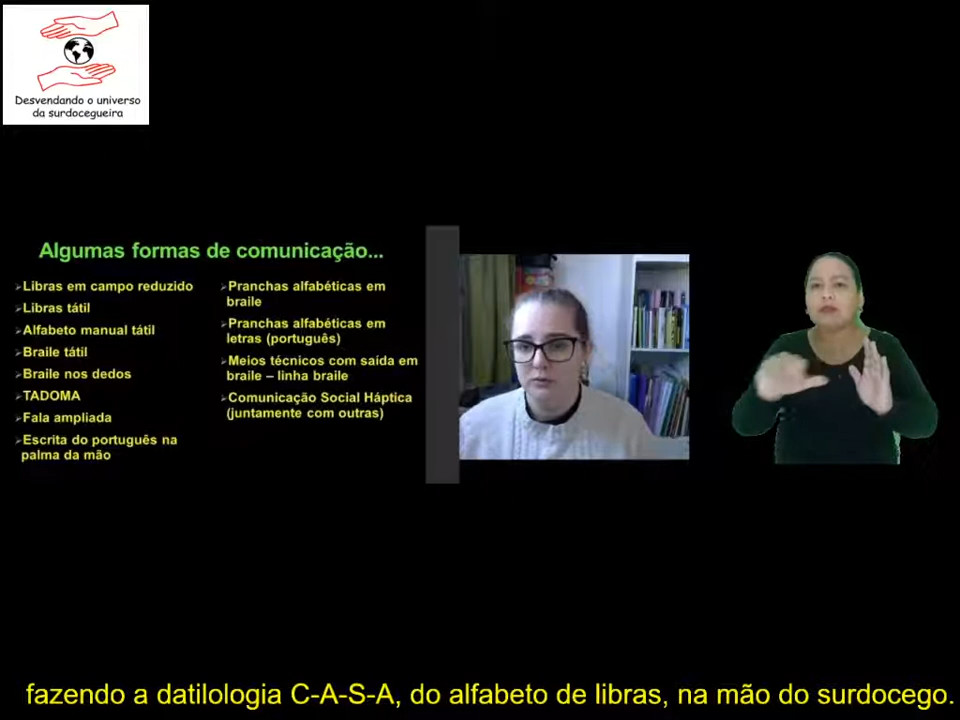 Desvendando o universo
da surdocegueira
Algumas formas de comunicação...
➢Libras em campo reduzido
➢Libras tátil
➢Alfabeto manual tátil
➢Braile tátil
➢Braile nos dedos
➢TADOMA
➢Fala ampliada
➢Escrita do português na
palma da mão
➢Pranchas alfabéticas em
braile
➢Pranchas alfabéticas em
letras (português)
➢Meios técnicos com saída em
braile – linha braile
➢Comunicação Social Háptica
(juntamente com outras)
fazendo a datilologia C-A-S-A, do alfabeto de libras, na mão do surdocego.